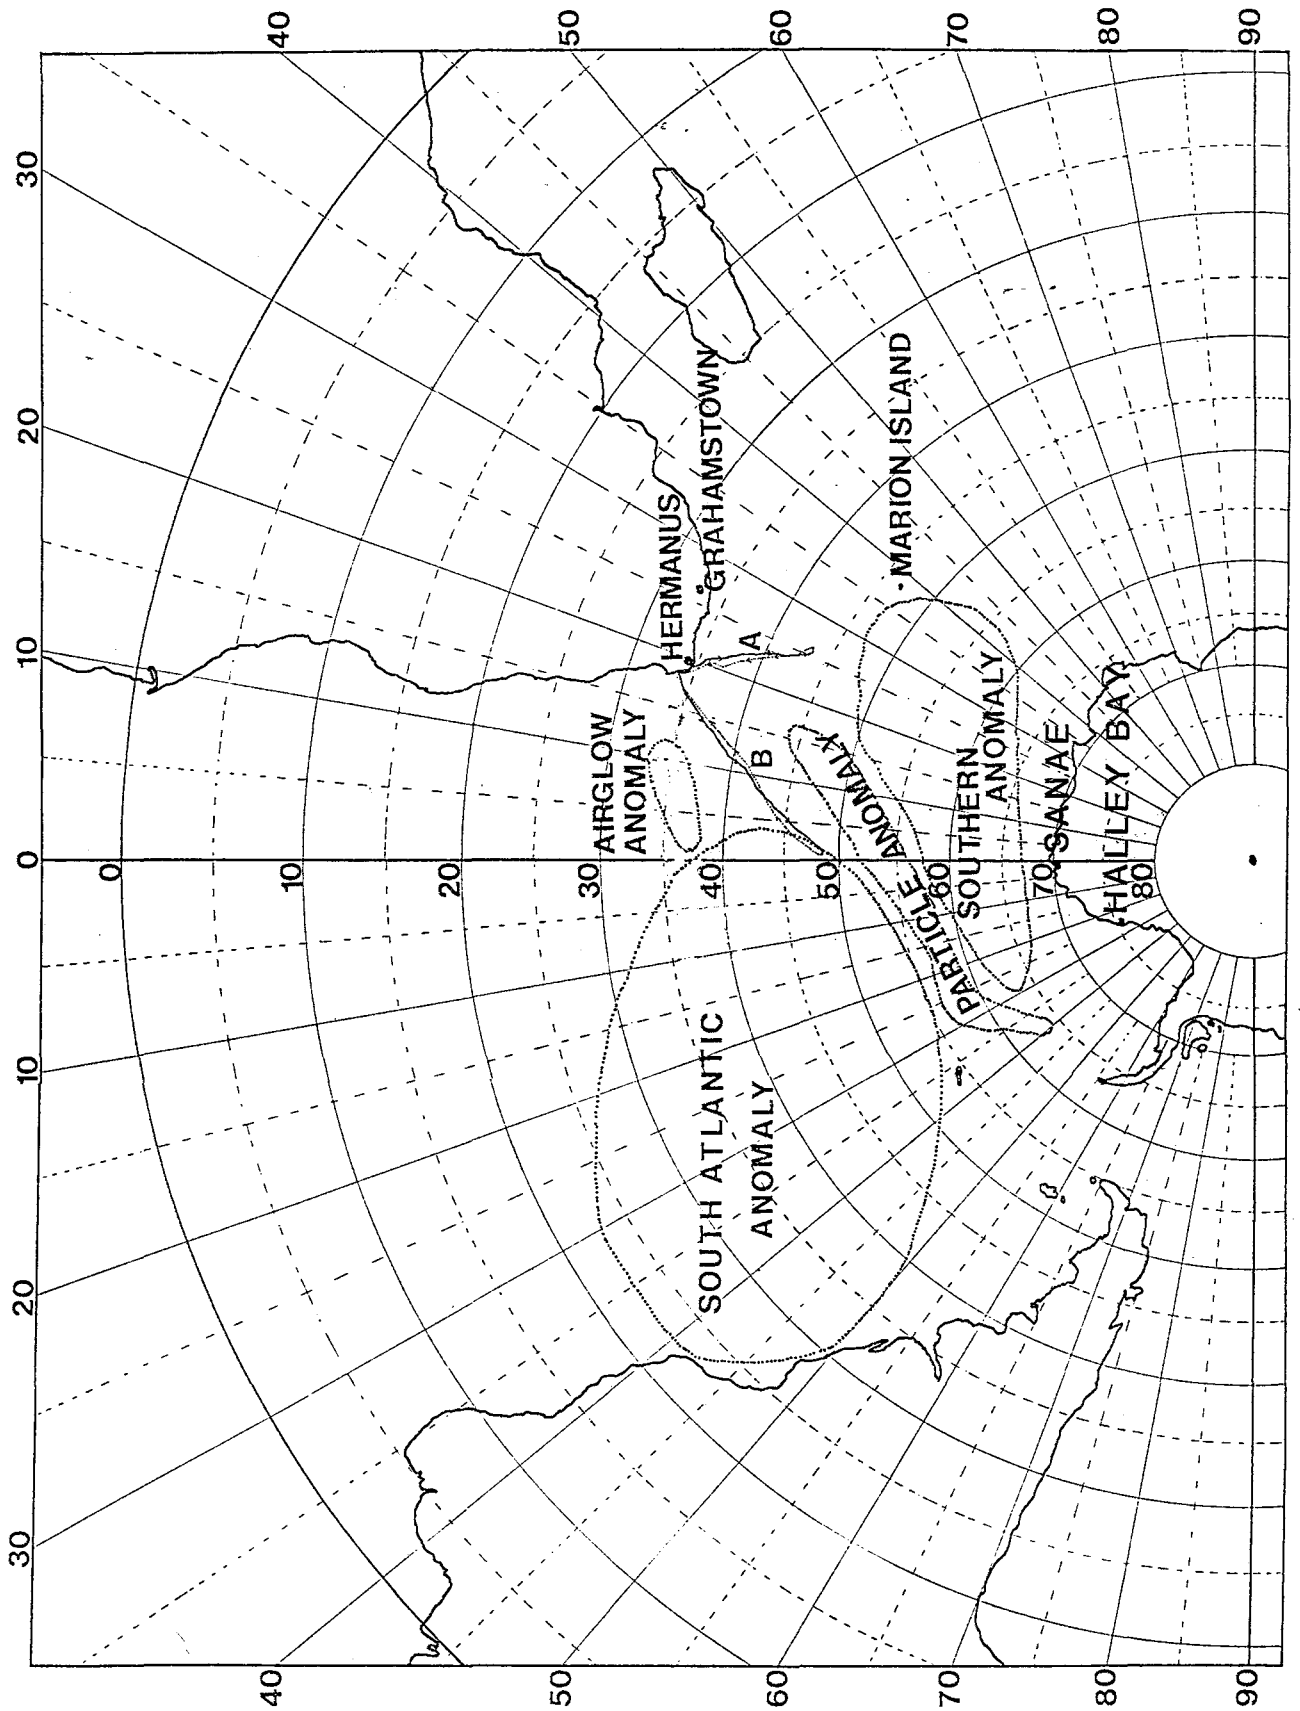 40
50
60
70
80
90
30
20
10
0
10
20
30
40
50
60
70
80
90
0
10
20
30
40
50
60
70
80
AIRGLOW
ANOMALY
HERMANUS
GRAHAMSTOWN
MARION ISLAND
A
B
PARTICLE ANOMALY
SOUTHERN
ANOMALY
SANAE
HALLEY BAY
SOUTH ATLANTIC
ANOMALY